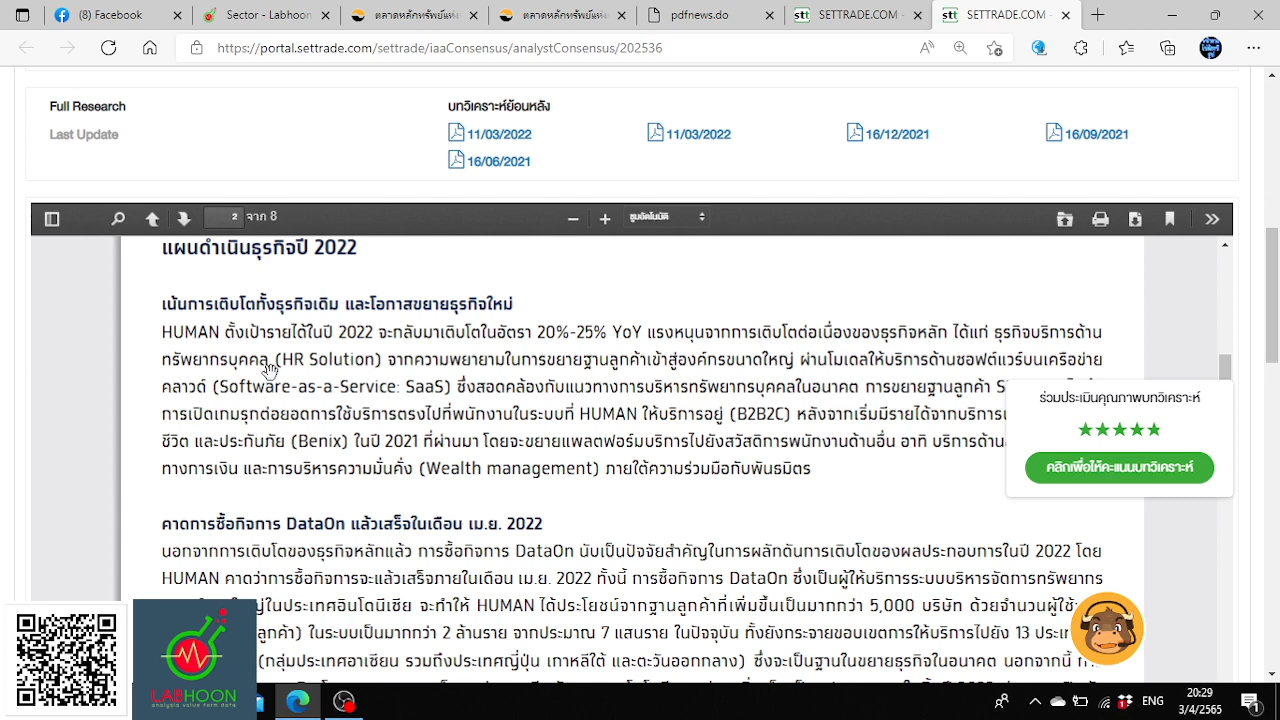 (3) Facebook
Sector - Labhoon
pdfnews.do
SETTRADE.COM -
SETTRADE.COM -
https://portal.settrade.com/settrade/iaaConsensus/analystConsensus/202536
Full Research
บทวิเคราะห์ย้อนหลัง
Last Update
11/03/2022
11/03/2022
16/12/2021
16/09/2021
16/06/2021
2 จาก 8
ซูมอัตโนมัติ
แผนดำเนินธุรกิจปี 2022
เน้นการเติบโตทั้งธุรกิจเดิม และโอกาสขยายธุรกิจใหม่
HUMAN ตั้งเป้ารายได้ในปี 2022 จะกลับมาเติบโตในอัตรา 20%-25% YoY แรงหนุนจากการเติบโตต่อเนื่องของธุรกิจหลัก ได้แก่ ธุรกิจบริการด้าน
ทรัพยากรบุคคล (HR Solution) จากความพยายามในการขยายฐานลูกค้าเข้าสู่องค์กรขนาดใหญ่ ผ่านโมเดลให้บริการด้านซอฟต์แวร์บนเครือข่าย
คลาวด์ (Software-as-a-Service: SaaS) ซึ่งสอดคล้องกับแนวทางการบริหารทรัพยากรบุคคลในอนาคต การขยายฐานลูกค้า
การเปิดเกมรุกต่อยอดการใช้บริการตรงไปที่พนักงานในระบบที่ HUMAN ให้บริการอยู่ (B2B2C) หลังจากเริ่มมีรายได้จากบริการ
ชีวิต และประกันภัย (Benix) ในปี 2021 ที่ผ่านมา โดยจะขยายแพลตฟอร์มบริการไปยังสวัสดิการพนักงานด้านอื่น อาทิ บริการด้าน
ทางการเงิน และการบริหารความมั่งคั่ง (Wealth management) ภายใต้ความร่วมมือกับพันธมิตร
ร่วมประเมินคุณภาพบทวิเคราะห์
คลิกเพื่อให้คะแนนบทวิเคราะห์
คาดการซื้อกิจการ DataOn แล้วเสร็จในเดือน เม.ย. 2022
นอกจากการเติบโตของธุรกิจหลักแล้ว การซื้อกิจการ DataOn นับเป็นปัจจัยสำคัญในการผลักดันการเติบโตของผลประกอบการในปี 2022 โดย
HUMAN คาดว่าการซื้อกิจการจะแล้วเสร็จภายในเดือน เม.ย. 2022 ทั้งนี้ การซื้อกิจการ DataOn ซึ่งเป็นผู้ให้บริการระบบบริหารจัดการทรัพยากร
ใหญ่ในประเทศอินโดนีเซีย จะทำให้ HUMAN ได้ประโยชน์จากฐานลูกค้าที่เพิ่มขึ้นเป็นมากกว่า 5,000 บริษัท ด้วยจำนวนผู้ใช้
ลูกค้า) ในระบบเป็นมากกว่า 2 ล้านราย จากประมาณ 7 แสนราย ในปัจจุบัน ทั้งยังกระจายขอบเขตการให้บริการไปยัง 13
(กลุ่มประเทศอาเซียน รวมถึงประเทศญี่ปุ่น เกาหลีใต้ และตะวันออกกลาง) ซึ่งจะเป็นฐานในขยายธุรกิจในอนาคต นอกจากนี้
LABHOON
analysis value form data
ENG
20:29
3/4/2565